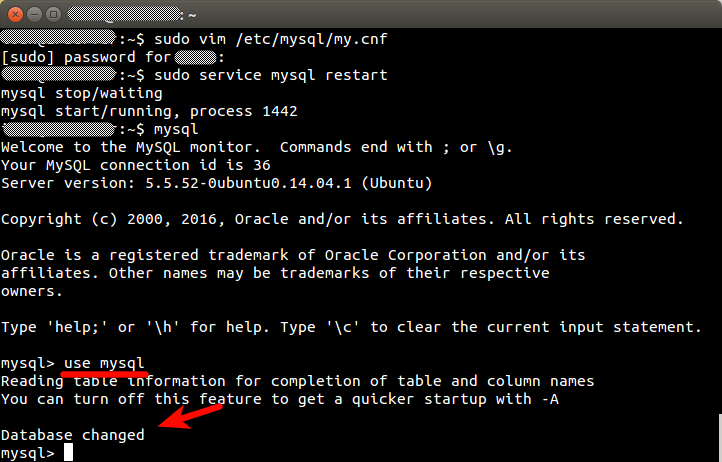 : ~
:~$ sudo vim /etc/mysql/my.cnf
[sudo] password for :
:~$ sudo service mysql restart
mysql stop/waiting
mysql start/running, process 1442
:~$ mysql
Welcome to the MySQL monitor.  Commands end with ; or \g.
Your MySQL connection id is 36
Server version: 5.5.52-0ubuntu0.14.04.1 (Ubuntu)
Copyright (c) 2000, 2016, Oracle and/or its affiliates. All rights reserved.
Oracle is a registered trademark of Oracle Corporation and/or its
affiliates. Other names may be trademarks of their respective
owners.
Type 'help;' or '\h' for help. Type '\c' to clear the current input statement.
mysql> use mysql
Reading table information for completion of table and column names
You can turn off this feature to get a quicker startup with -A
Database changed
mysql>